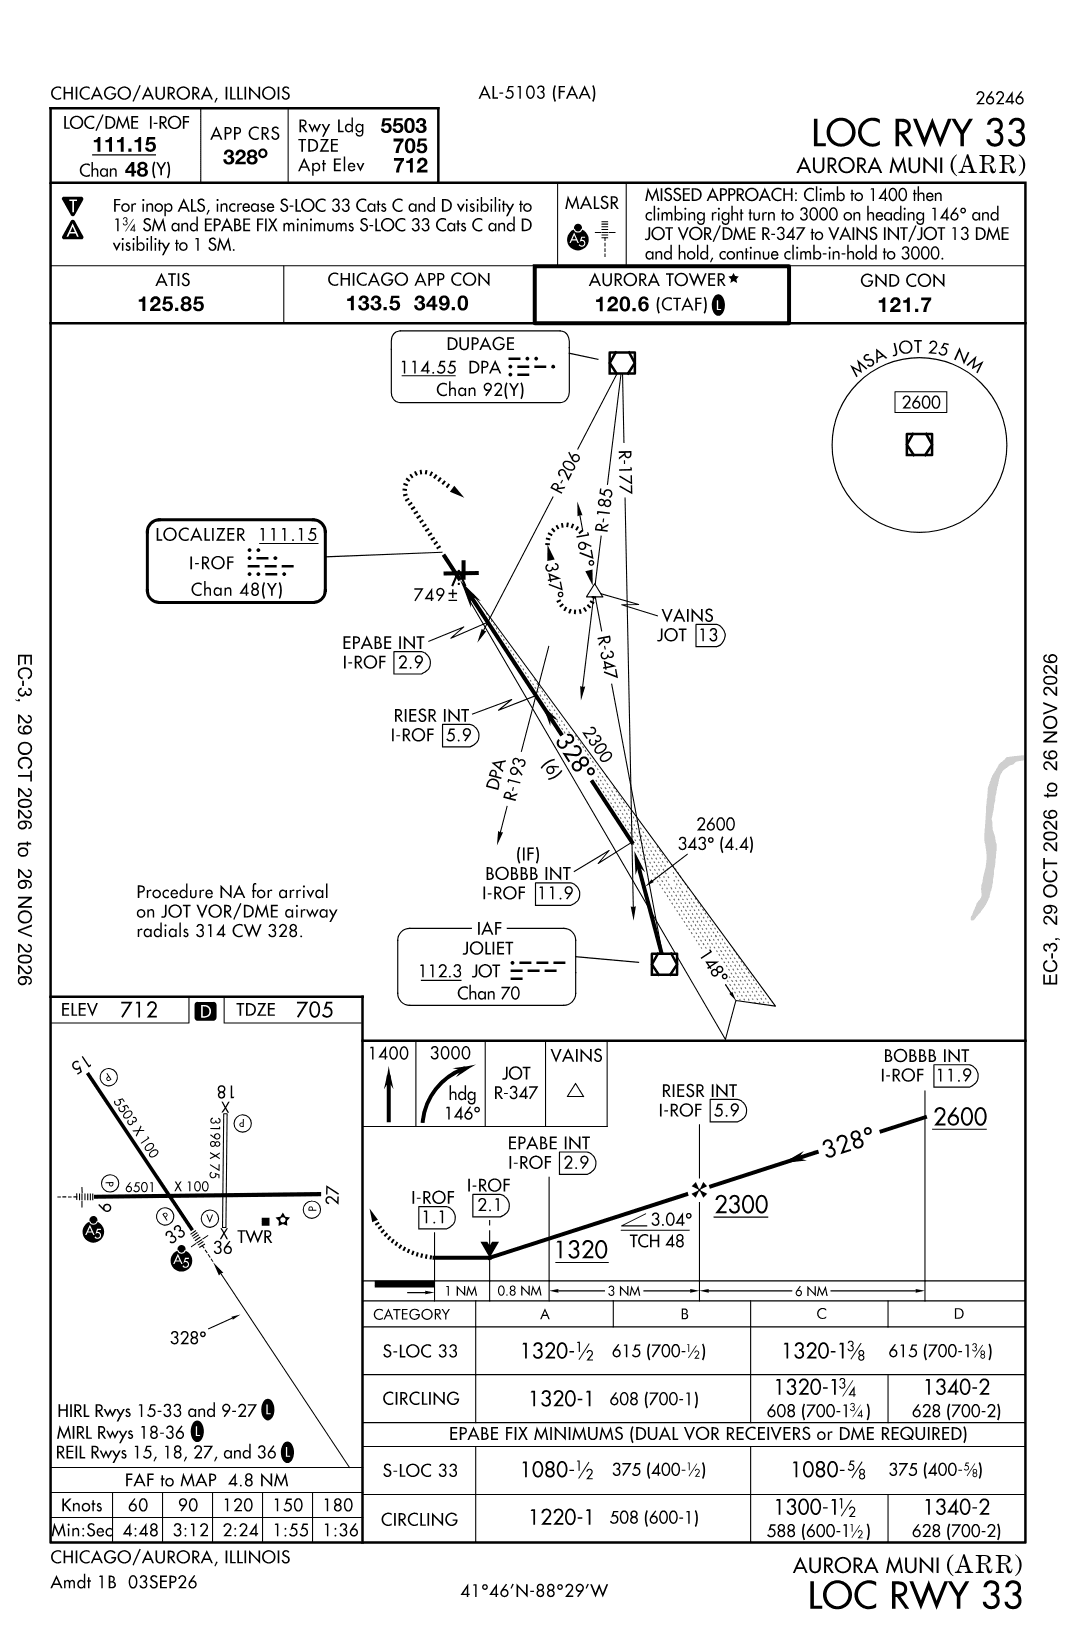 CHICAGO/AURORA, ILLINOIS
AL-5103 (FAA)
26246
LOC/DME I-ROF
111.15
Chan 48(Y)
APP CRS
328°
Rwy Ldg 5503
TDZE 705
Apt Elev 712
LOC RWY 33
AURORA MUNI (ARR)
T
A
For inop ALS, increase S-LOC 33 Cats C and D visibility to
1¾ SM and EPABE FIX minimums S-LOC 33 Cats C and D
visibility to 1 SM.
MALSR
A5
MISSED APPROACH: Climb to 1400 then
climbing right turn to 3000 on heading 146° and
JOT VOR/DME R-347 to VAINS INT/JOT 13 DME
and hold, continue climb-in-hold to 3000.
ATIS
125.85
CHICAGO APP CON
133.5 349.0
AURORA TOWER★
120.6 (CTAF) L
GND CON
121.7
DUPAGE
114.55 DPA
Chan 92(Y)
MSA JOT 25 NM
2600
R-206
R-185
R-177
LOCALIZER 111.15
I-ROF
Chan 48(Y)
167°
347°
749±
VAINS
JOT 13
EPABE INT
I-ROF 2.9
R-347
RIESR INT
I-ROF 5.9
2300
328°
(6)
DPA
R-193
2600
343° (4.4)
(IF)
BOBBB INT
I-ROF 11.9
Procedure NA for arrival
on JOT VOR/DME airway
radials 314 CW 328.
IAF
JOLIET
112.3 JOT
Chan 70
148°
EC-3, 29 OCT 2026 to 26 NOV 2026
EC-3, 29 OCT 2026 to 26 NOV 2026
ELEV 712
D
TDZE 705
15
P
18
P
5503 X 100
3198 X 75
P
6501 X 100
27
9
P
P
V
33
36
TWR
A5
A5
328°
HIRL Rwys 15-33 and 9-27 L
MIRL Rwys 18-36 L
REIL Rwys 15, 18, 27, and 36 L
FAF to MAP 4.8 NM
Knots 60 90 120 150 180
Min:Sec 4:48 3:12 2:24 1:55 1:36
1400
3000
hdg
146°
JOT
R-347
VAINS
BOBBB INT
I-ROF 11.9
RIESR INT
I-ROF 5.9
2600
328°
EPABE INT
I-ROF 2.9
I-ROF
2.1
I-ROF
1.1
2300
3.04°
TCH 48
1320
1 NM
0.8 NM
3 NM
6 NM
CATEGORY A B C D
S-LOC 33 1320-½ 615 (700-½) 1320-1⅜ 615 (700-1⅜)
CIRCLING 1320-1 608 (700-1) 1320-1¾ 608 (700-1¾) 1340-2 628 (700-2)
EPABE FIX MINIMUMS (DUAL VOR RECEIVERS or DME REQUIRED)
S-LOC 33 1080-½ 375 (400-½) 1080-⅝ 375 (400-⅝)
CIRCLING 1220-1 508 (600-1) 1300-1½ 588 (600-1½) 1340-2 628 (700-2)
CHICAGO/AURORA, ILLINOIS
Amdt 1B 03SEP26
41°46'N-88°29'W
AURORA MUNI (ARR)
LOC RWY 33